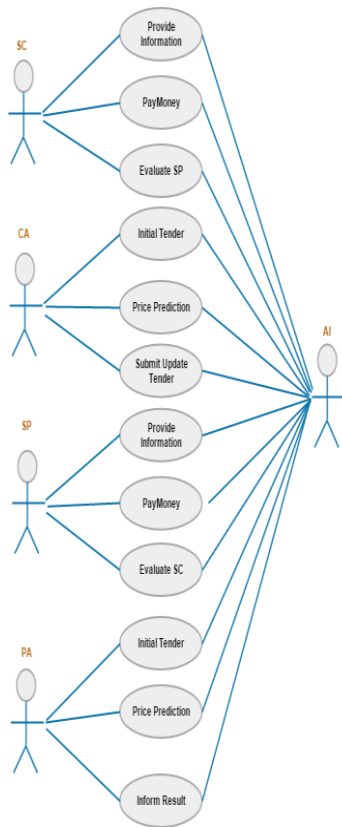 SC
Provide
Information
PayMoney
Evaluate SP
CA
Initial Tender
Price Prediction
Submit Update
Tender
AI
SP
Provide
Information
PayMoney
Evaluate SC
PA
Initial Tender
Price Prediction
Inform Result